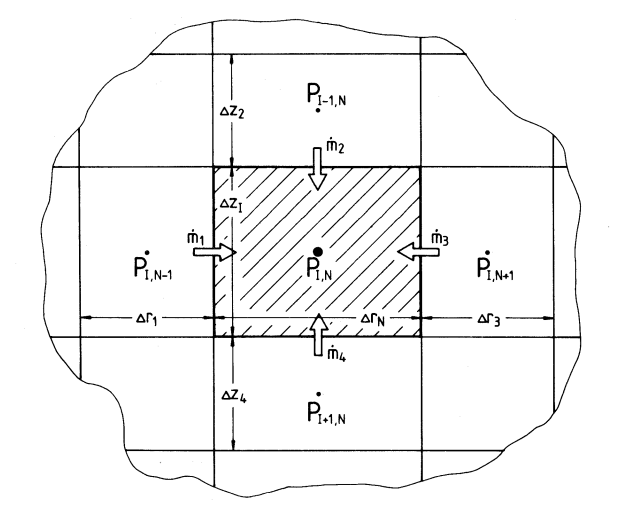 P_{I-1,N}
Δz₂
ṁ₂
Δz_I
ṁ₁
ṁ₃
P_{I,N-1}
P_{I,N}
P_{I,N+1}
Δr₁
Δr_N
Δr₃
ṁ₄
Δz₄
P_{I+1,N}